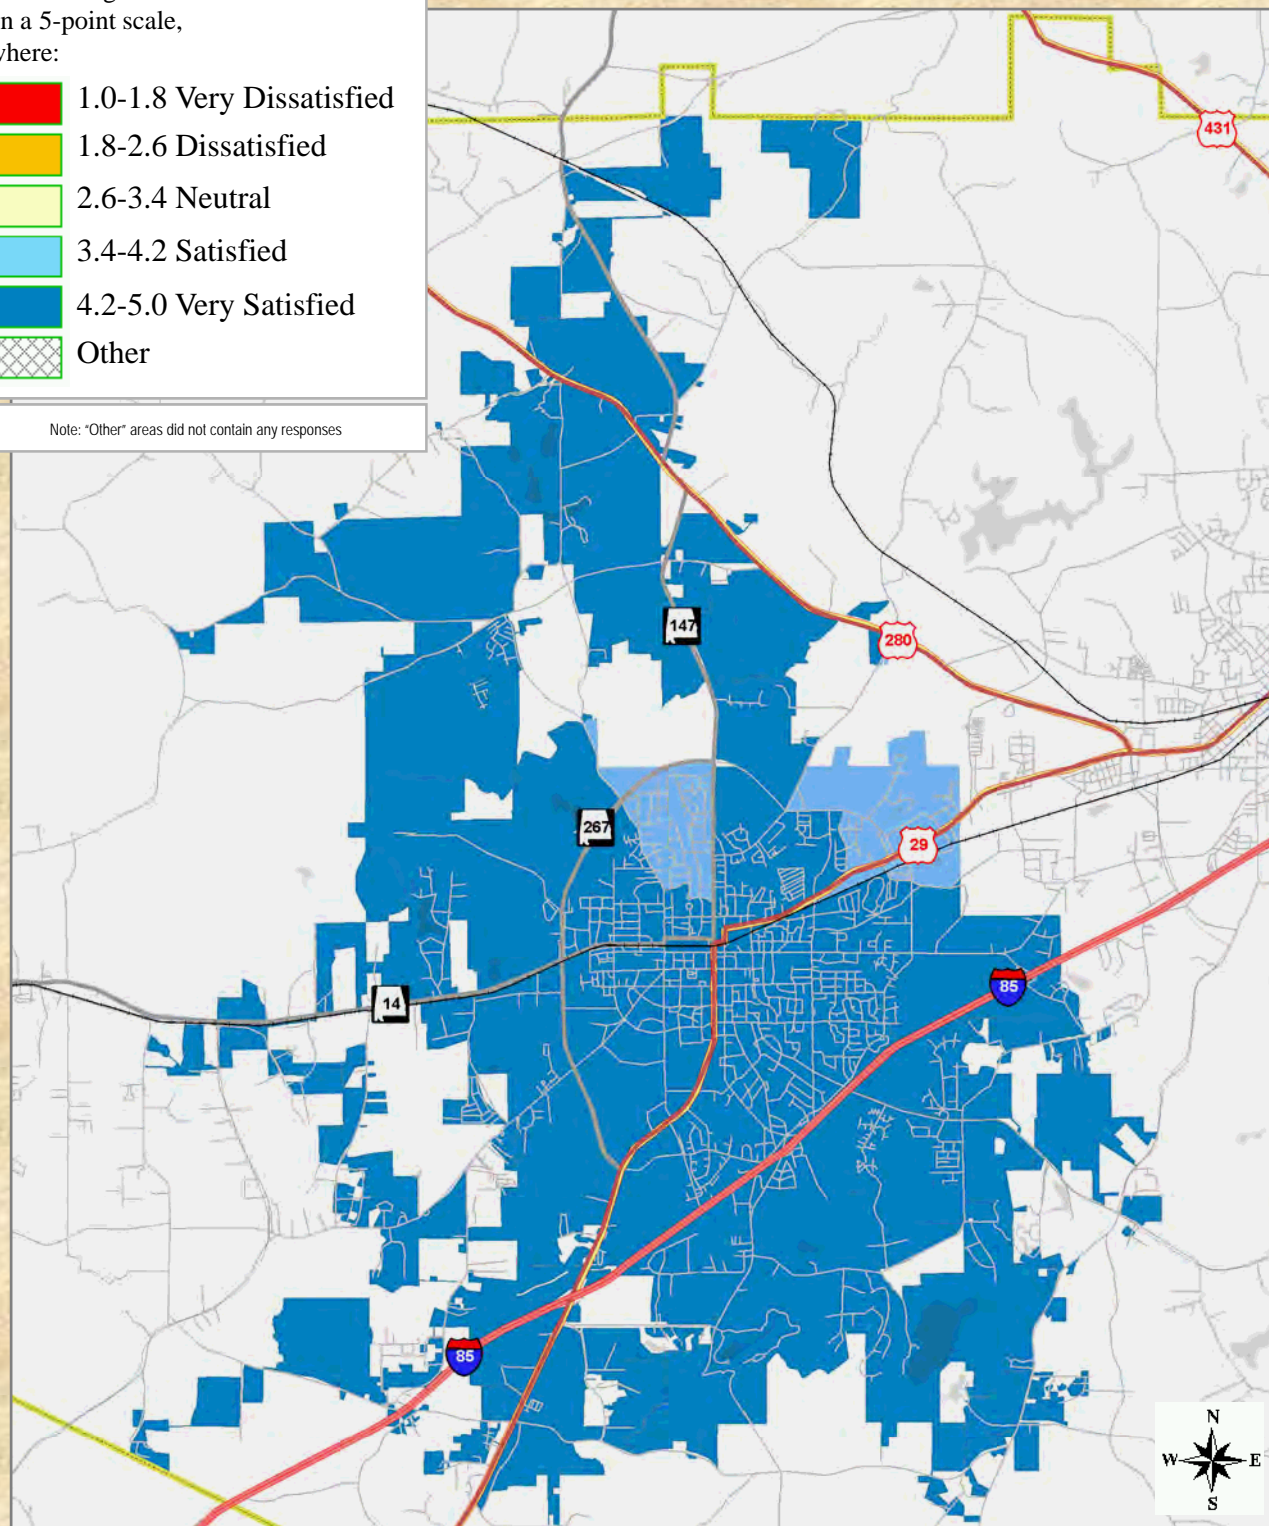 n a 5-point scale,
where:
1.0-1.8 Very Dissatisfied
1.8-2.6 Dissatisfied
2.6-3.4 Neutral
3.4-4.2 Satisfied
4.2-5.0 Very Satisfied
Other
Note: "Other" areas did not contain any responses
431
147
280
267
29
14
85
85
N
W E
S